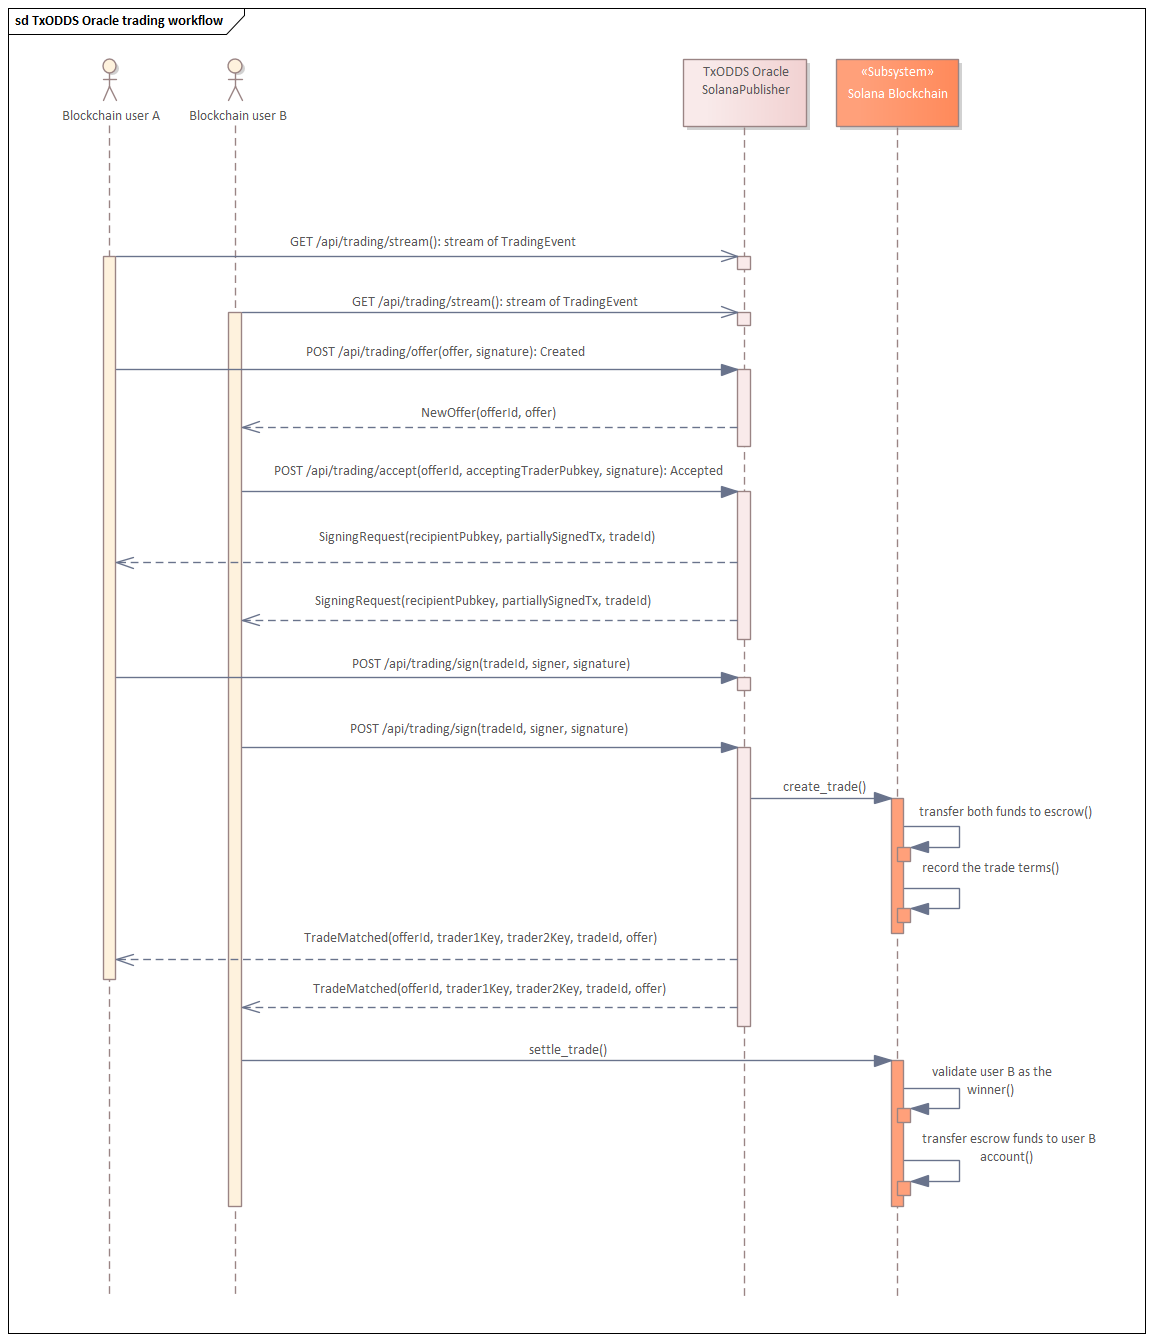 sd TxODDS Oracle trading workflow
Blockchain user A
Blockchain user B
TxODDS Oracle
SolanaPublisher
«Subsystem»
Solana Blockchain
GET /api/trading/stream(): stream of TradingEvent
GET /api/trading/stream(): stream of TradingEvent
POST /api/trading/offer(offer, signature): Created
NewOffer(offerId, offer)
POST /api/trading/accept(offerId, acceptingTraderPubkey, signature): Accepted
SigningRequest(recipientPubkey, partiallySignedTx, tradeId)
SigningRequest(recipientPubkey, partiallySignedTx, tradeId)
POST /api/trading/sign(tradeId, signer, signature)
POST /api/trading/sign(tradeId, signer, signature)
create_trade()
transfer both funds to escrow()
record the trade terms()
TradeMatched(offerId, trader1Key, trader2Key, tradeId, offer)
TradeMatched(offerId, trader1Key, trader2Key, tradeId, offer)
settle_trade()
validate user B as the
winner()
transfer escrow funds to user B
account()